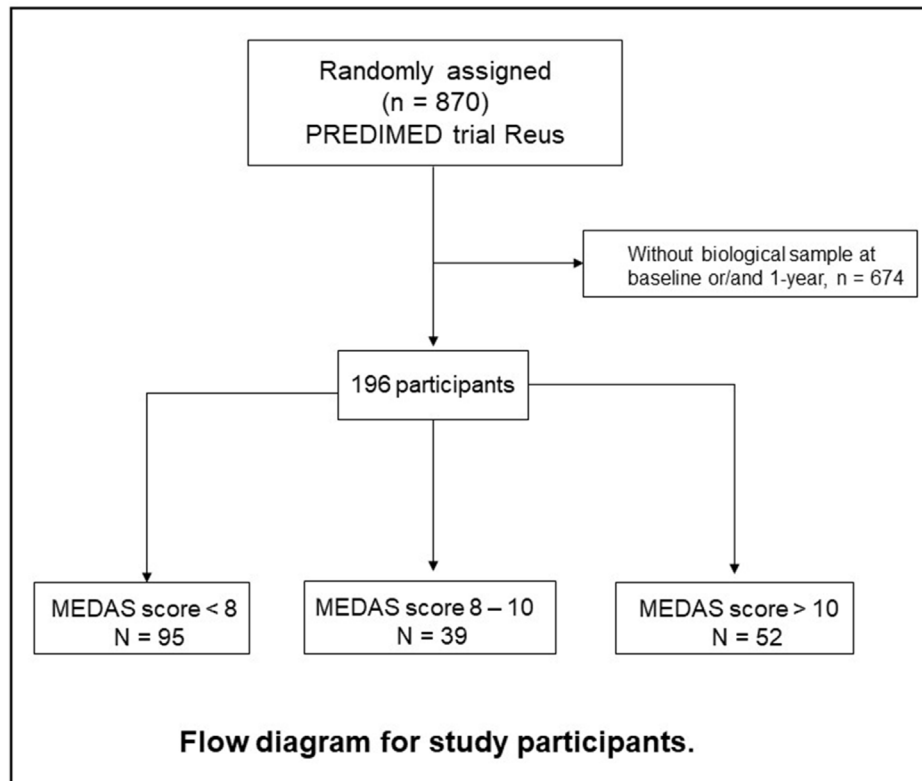 Randomly assigned
(n = 870)
PREDIMED trial Reus
Without biological sample at
baseline or/and 1-year, n = 674
196 participants
MEDAS score < 8
N = 95
MEDAS score 8 – 10
N = 39
MEDAS score > 10
N = 52
Flow diagram for study participants.